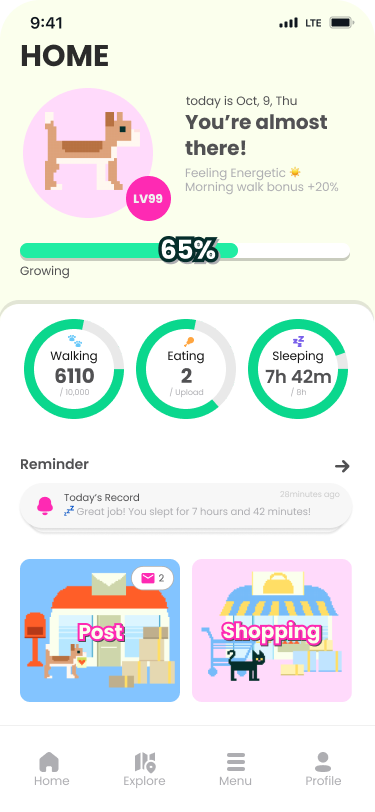 9:41
LTE
HOME
today is Oct, 9, Thu
You’re almost
there!
Feeling Energetic ☀️
Morning walk bonus +20%
LV99
65%
Growing
Walking
6110
/ 10,000
Eating
2
/ Upload
Sleeping
7h 42m
/ 8h
Reminder
Today’s Record
28minutes ago
💤 Great job! You slept for 7 hours and 42 minutes!
2
Post
Shopping
Home
Explore
Menu
Profile